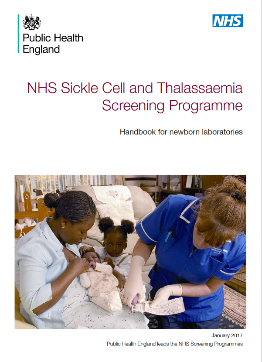 Public Health
England
NHS
NHS Sickle Cell and Thalassaemia
Screening Programme
Handbook for newborn laboratories
January 2017
Public Health England leads the NHS Screening Programmes